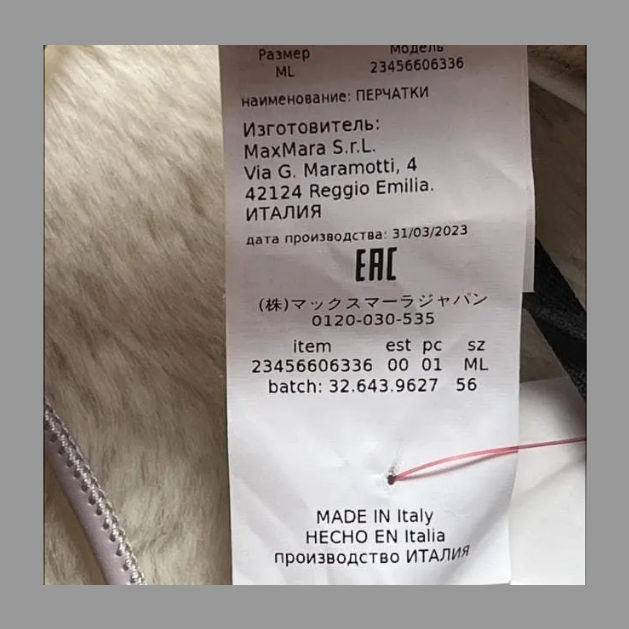 Размер Модель
ML 23456606336
наименование: ПЕРЧАТКИ
Изготовитель:
MaxMara S.r.L.
Via G. Maramotti, 4
42124 Reggio Emilia.
ИТАЛИЯ
дата производства: 31/03/2023
EAC
(株)マックスマーラジャパン
0120-030-535
item est pc sz
23456606336 00 01 ML
batch: 32.643.9627 56
MADE IN Italy
HECHO EN Italia
производство ИТАЛИЯ